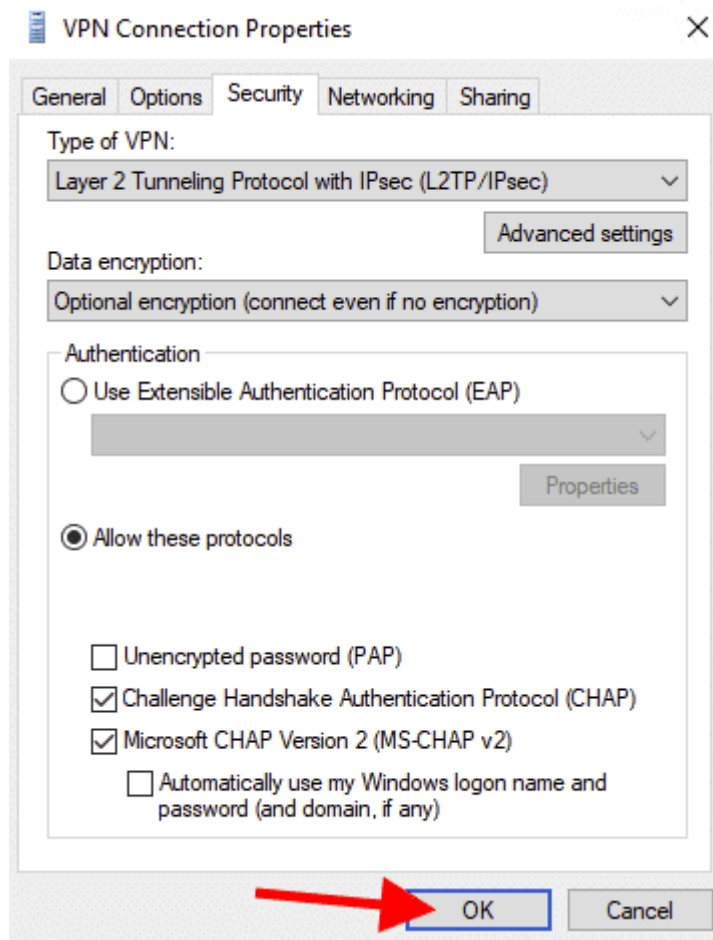 VPN Connection Properties
General Options Security Networking Sharing
Type of VPN:
Layer 2 Tunneling Protocol with IPsec (L2TP/IPsec)
Advanced settings
Data encryption:
Optional encryption (connect even if no encryption)
Authentication
Use Extensible Authentication Protocol (EAP)
Properties
Allow these protocols
Unencrypted password (PAP)
Challenge Handshake Authentication Protocol (CHAP)
Microsoft CHAP Version 2 (MS-CHAP v2)
Automatically use my Windows logon name and
password (and domain, if any)
OK Cancel